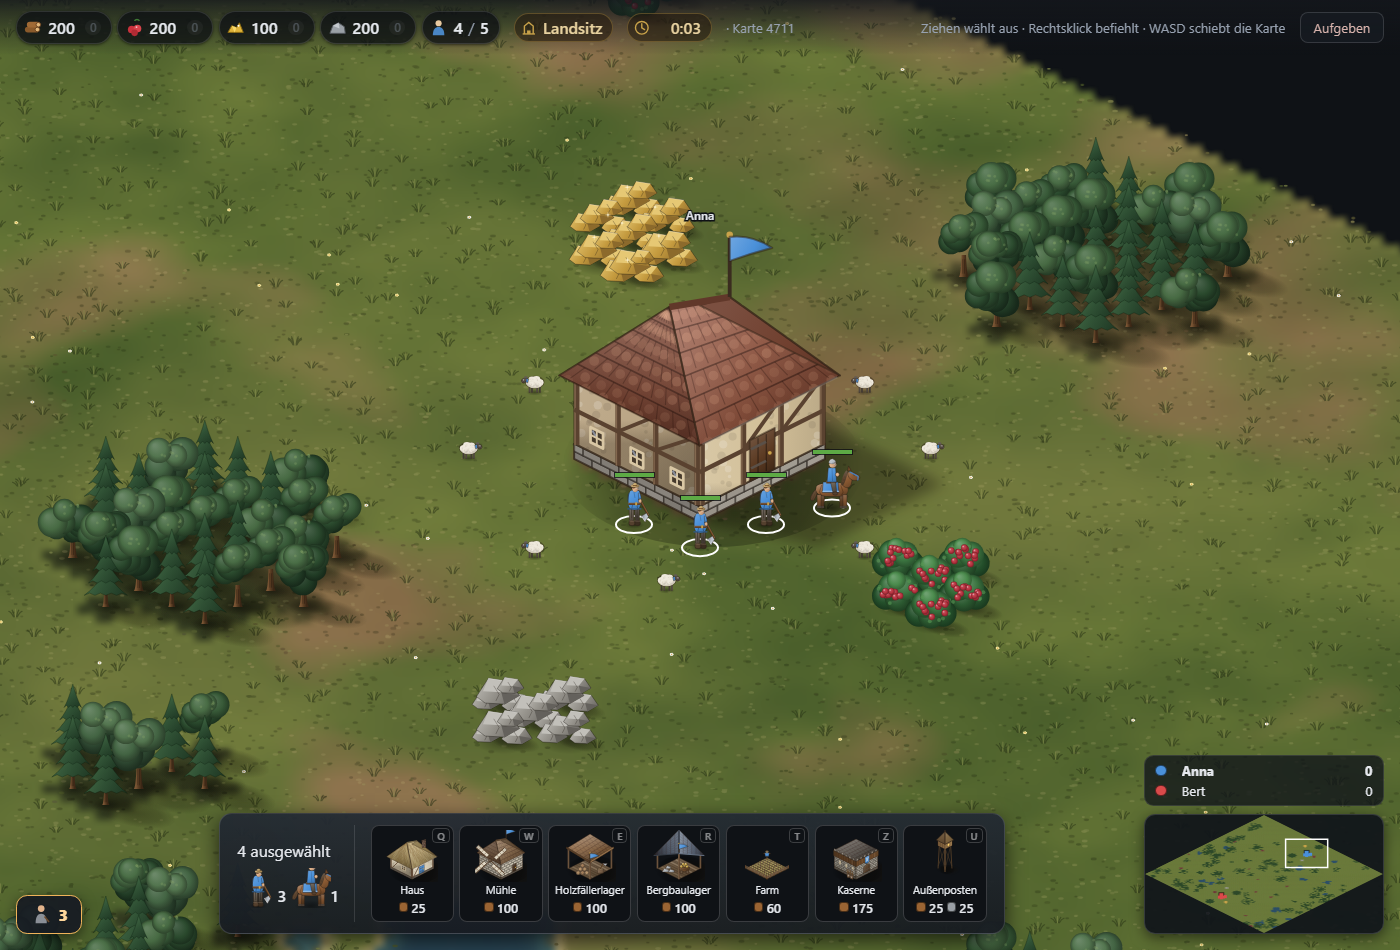 200 0 200 0 100 0 200 0 4 / 5 Landsitz 0:03 · Karte 4711 Ziehen wählt aus · Rechtsklick befiehlt · WASD schiebt die Karte Aufgeben
Anna
Anna 0
Bert 0
4 ausgewählt
3 1
Q W E R T Z U
Haus Mühle Holzfällerlager Bergbaulager Farm Kaserne Außenposten
25 100 100 100 60 175 25 25
3